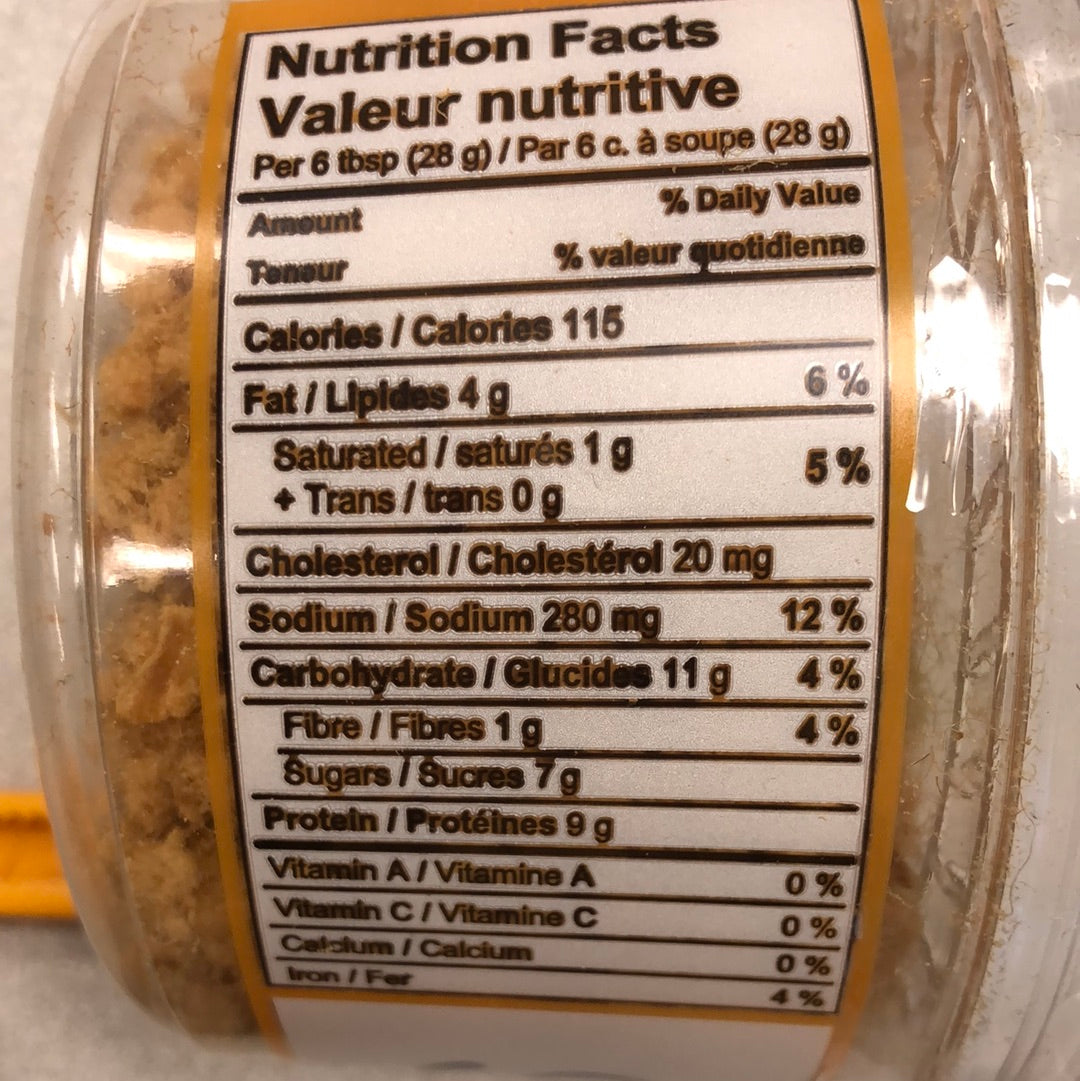 Nutrition Facts
Valeur nutritive
Per 6 tbsp (28 g) / Par 6 c. à soupe (28 g)
Amount % Daily Value
Teneur % valeur quotidienne
Calories / Calories 115
Fat / Lipides 4 g 6 %
Saturated / saturés 1 g
+ Trans / trans 0 g 5 %
Cholesterol / Cholestérol 20 mg
Sodium / Sodium 280 mg 12 %
Carbohydrate / Glucides 11 g 4 %
Fibre / Fibres 1 g 4 %
Sugars / Sucres 7 g
Protein / Protéines 9 g
Vitamin A / Vitamine A 0 %
Vitamin C / Vitamine C 0 %
Calcium / Calcium 0 %
Iron / Fer 4 %